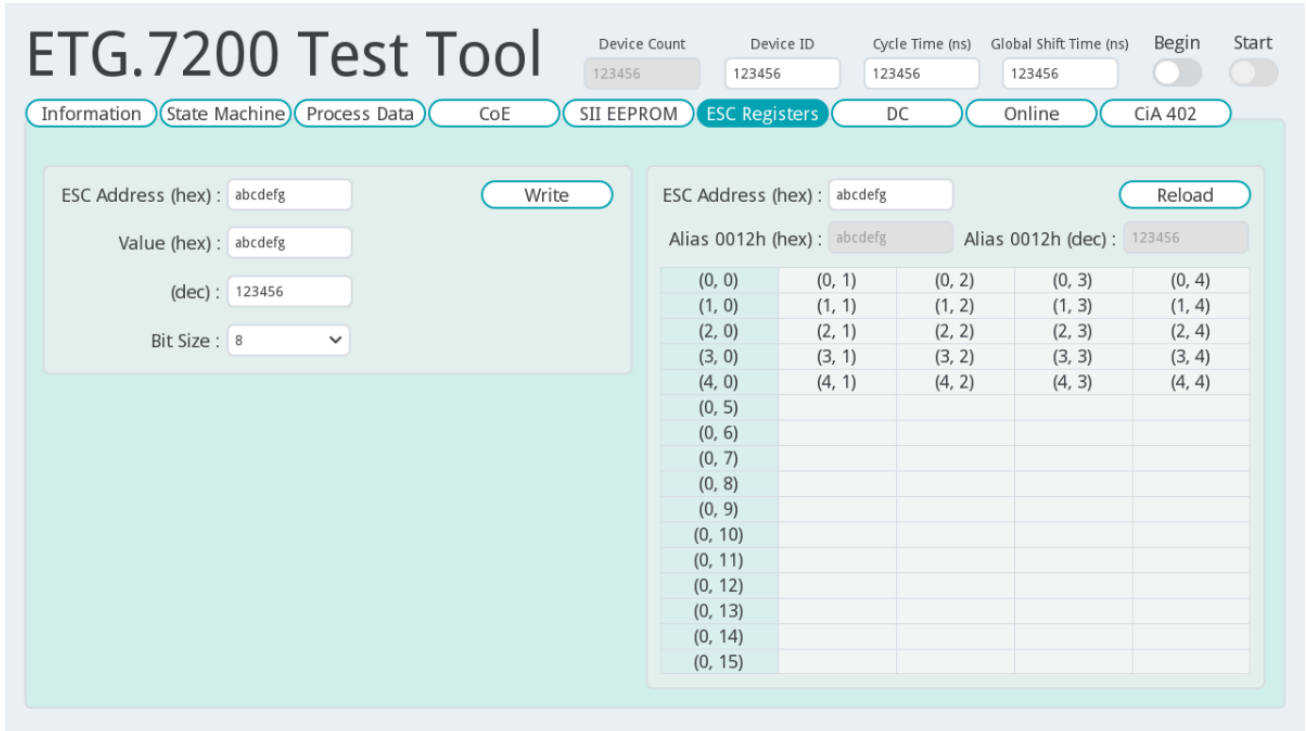 ETG.7200 Test Tool
Device Count Device ID Cycle Time (ns) Global Shift Time (ns) Begin Start
123456 123456 123456 123456
Information State Machine Process Data CoE SII EEPROM ESC Registers DC Online CiA 402
ESC Address (hex) : abcdefg Write
Value (hex) : abcdefg
(dec) : 123456
Bit Size : 8
ESC Address (hex) : abcdefg Reload
Alias 0012h (hex) : abcdefg Alias 0012h (dec) : 123456
(0, 0) (0, 1) (0, 2) (0, 3) (0, 4)
(1, 0) (1, 1) (1, 2) (1, 3) (1, 4)
(2, 0) (2, 1) (2, 2) (2, 3) (2, 4)
(3, 0) (3, 1) (3, 2) (3, 3) (3, 4)
(4, 0) (4, 1) (4, 2) (4, 3) (4, 4)
(0, 5)
(0, 6)
(0, 7)
(0, 8)
(0, 9)
(0, 10)
(0, 11)
(0, 12)
(0, 13)
(0, 14)
(0, 15)